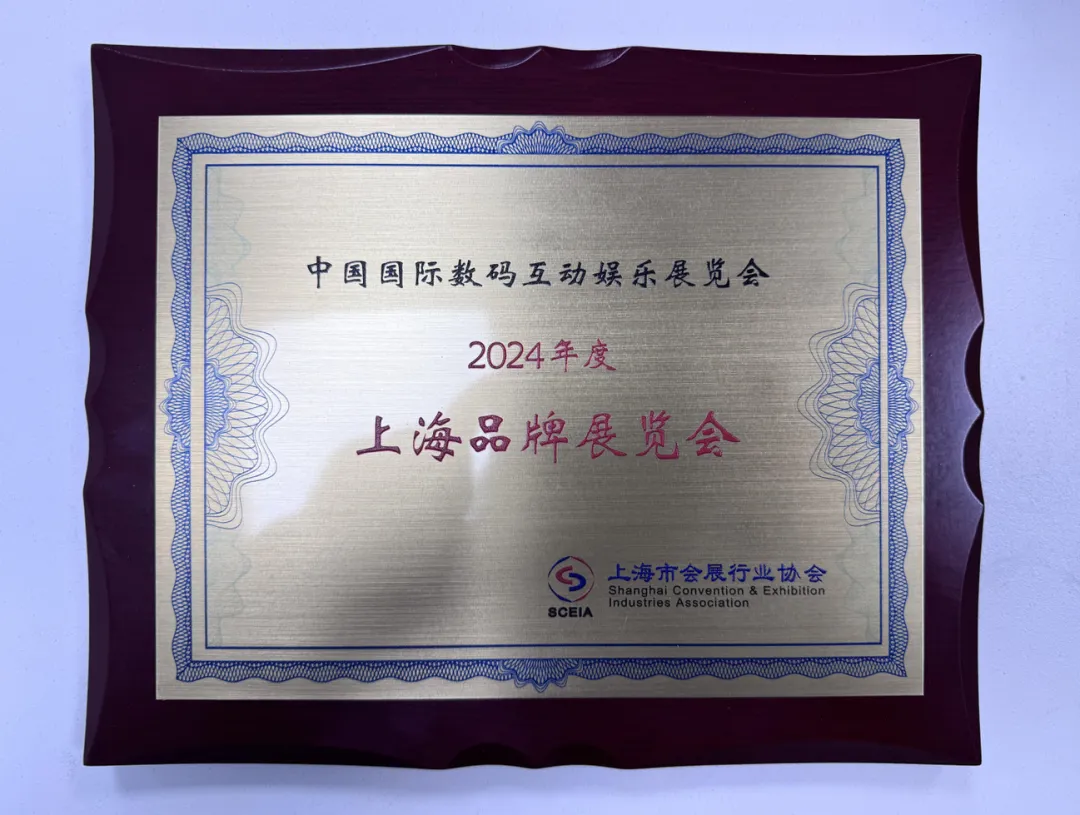 中国国际数码互动娱乐展览会
2024年度
上海品牌展览会
SCEIA
上海市会展行业协会
Shanghai Convention & Exhibition
Industries Association